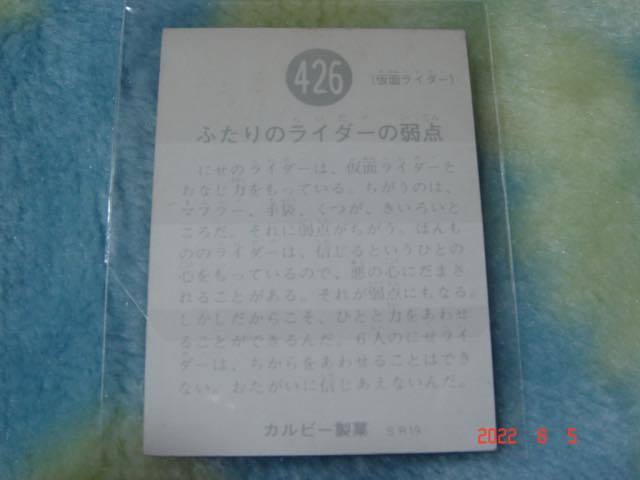 426
(仮面ライダー)
ふたりのライダーの弱点
にせのライダーは、仮面ライダーと
おなじ力をもっている。ちがうのは、
マフラー、手袋、くつが、きいろいと
ころだ。それに弱点がちがう。ほんも
ののライダーは、信じるというひとの
心をもっているので、悪の心にだまさ
れることがある。それが弱点にもなる。
しかしだからこそ、ひとと力をあわせ
ることができるんだ。6人のにせライ
ダーは、ちからをあわせることはでき
ない。おたがいに信じあえないんだ。
カルビー製菓 SR19
2022 8 5